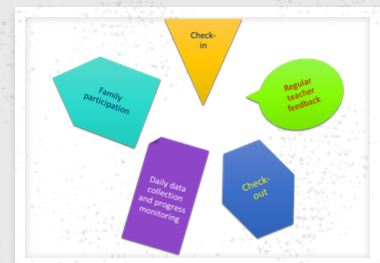 Check-
in
Regular
teacher
feedback
Family
participation
Daily data
collection
and progress
monitoring
Check-
out